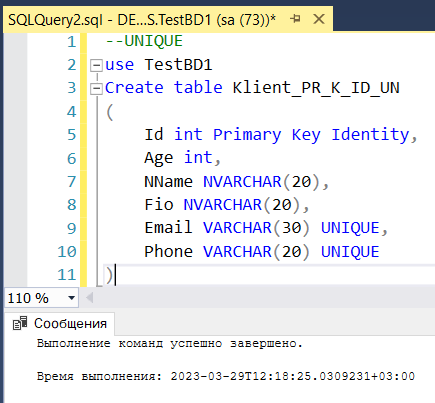 SQLQuery2.sql - DE...S.TestBD1 (sa (73))*
1 --UNIQUE
2 use TestBD1
3 Create table Klient_PR_K_ID_UN
4 (
5 Id int Primary Key Identity,
6 Age int,
7 NName NVARCHAR(20),
8 Fio NVARCHAR(20),
9 Email VARCHAR(30) UNIQUE,
10 Phone VARCHAR(20) UNIQUE
11 )
110 %
Сообщения
Выполнение команд успешно завершено.
Время выполнения: 2023-03-29T12:18:25.0309231+03:00